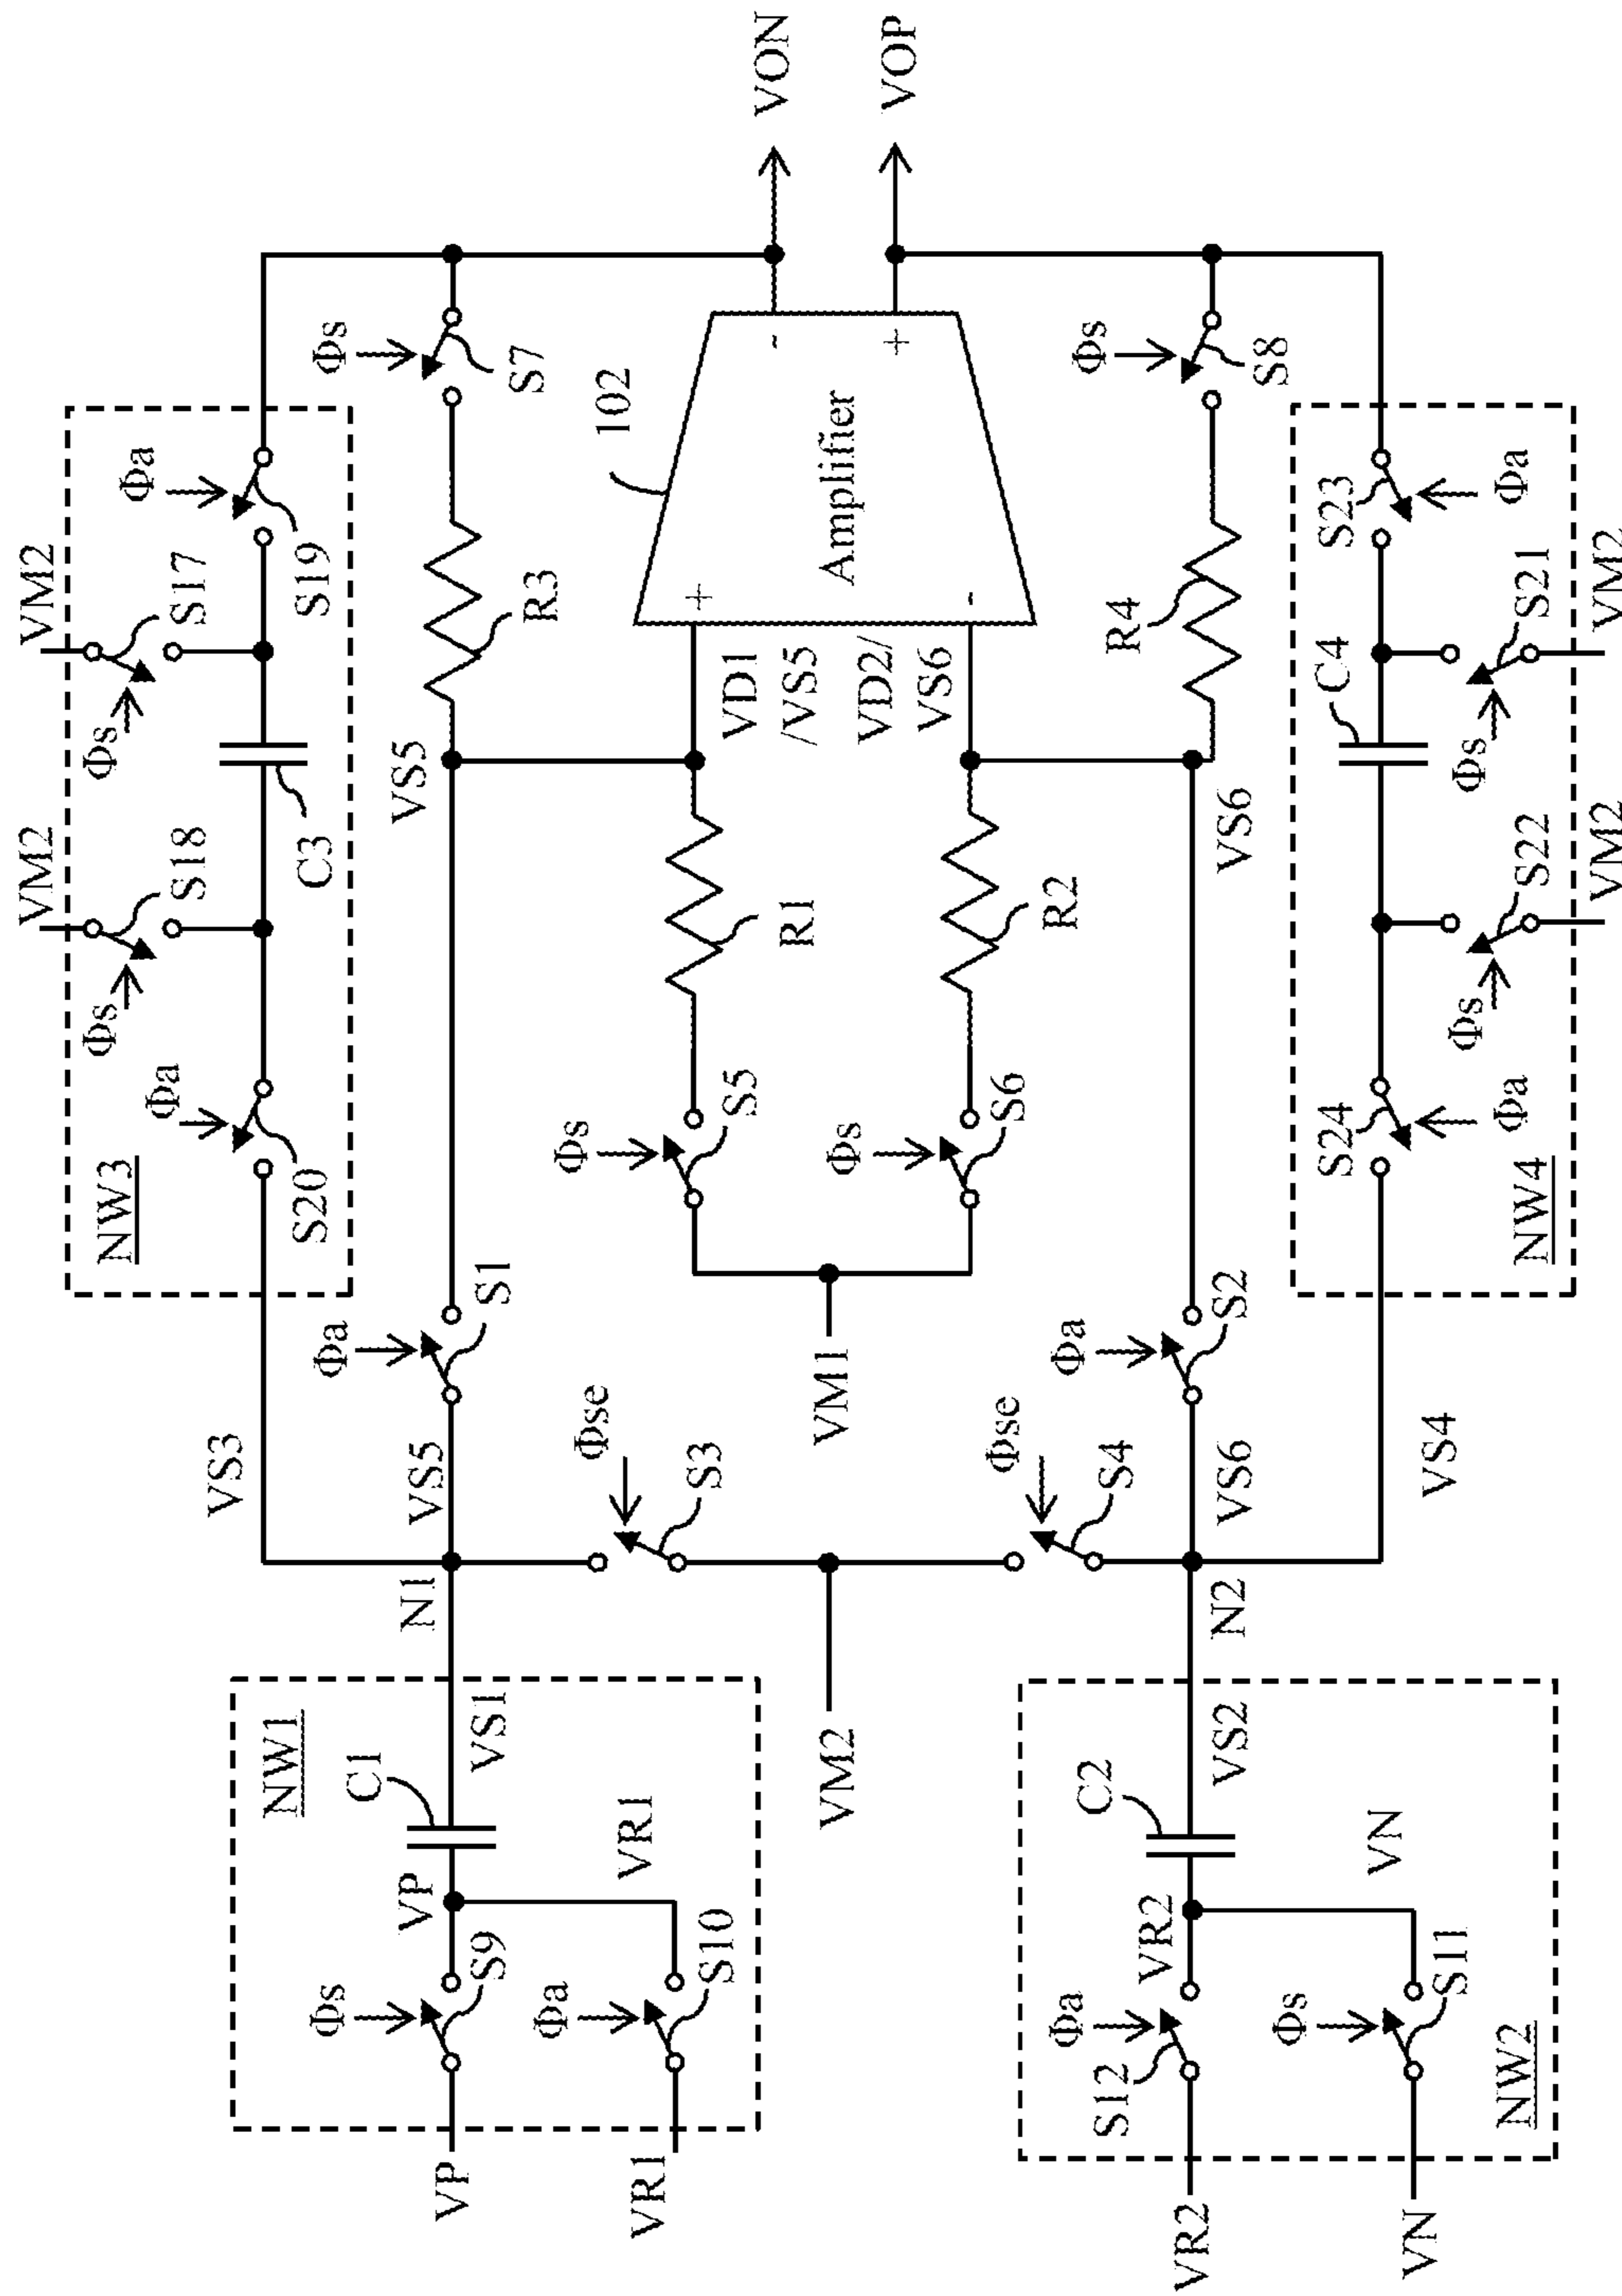 VM2
VM2
Φs
S18
Φs
S17
Φa
Φa
NW3
S20
C3
S19
VS3
Φs
S7
VON
VS5
R3
102
Φa
S1
VS5
NW1
C1
N1
VS1
Φs
VP
S9
VP
Φa
VR1
S10
VR1
Φse
S3
Φs
S5
R1
VD1
/VS5
+
-
Amplifier
VM2
VM1
VD2/
VS6
-
+
VOP
Φs
S6
R2
Φse
S4
Φa
S2
VS6
VS6
R4
Φs
S8
C2
N2
VS2
Φa
VR2
S12
VR2
Φs
VN
S11
VN
NW2
VS4
S24
Φa
C4
S23
Φa
NW4
Φs
S22
Φs
S21
VM2
VM2